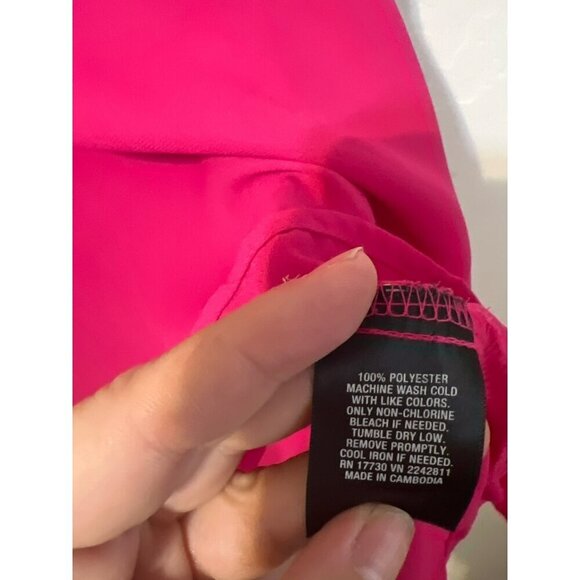 100% POLYESTER
MACHINE WASH COLD
WITH LIKE COLORS.
ONLY NON-CHLORINE
BLEACH IF NEEDED.
TUMBLE DRY LOW.
REMOVE PROMPTLY.
COOL IRON IF NEEDED.
RN 17730 VN 2242811
MADE IN CAMBODIA